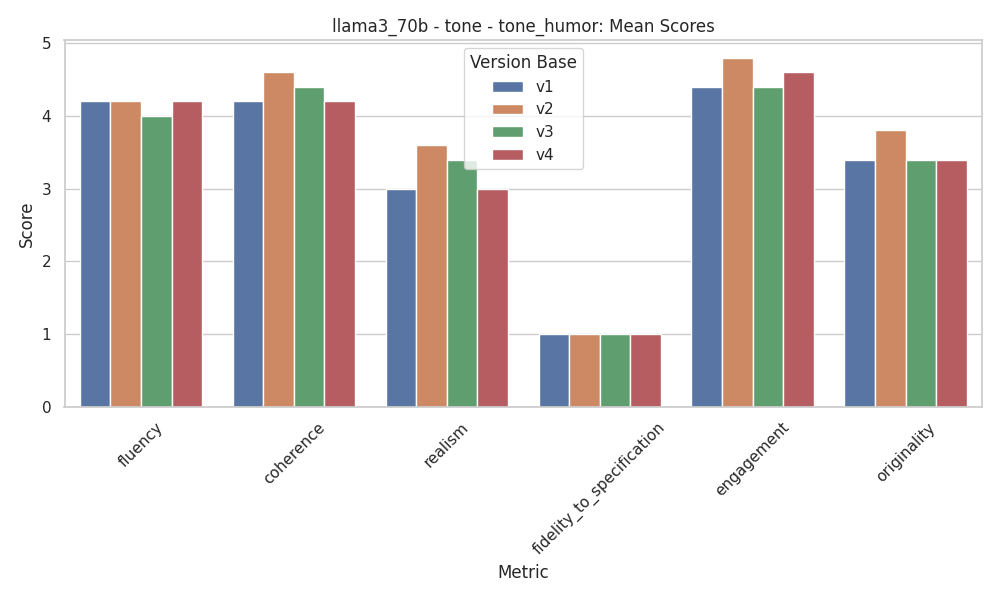 llama3_70b - tone - tone_humor: Mean Scores
Version Base
v1
v2
v3
v4
Score
5
4
3
2
1
0
fluency
coherence
realism
fidelity_to_specification
engagement
originality
Metric